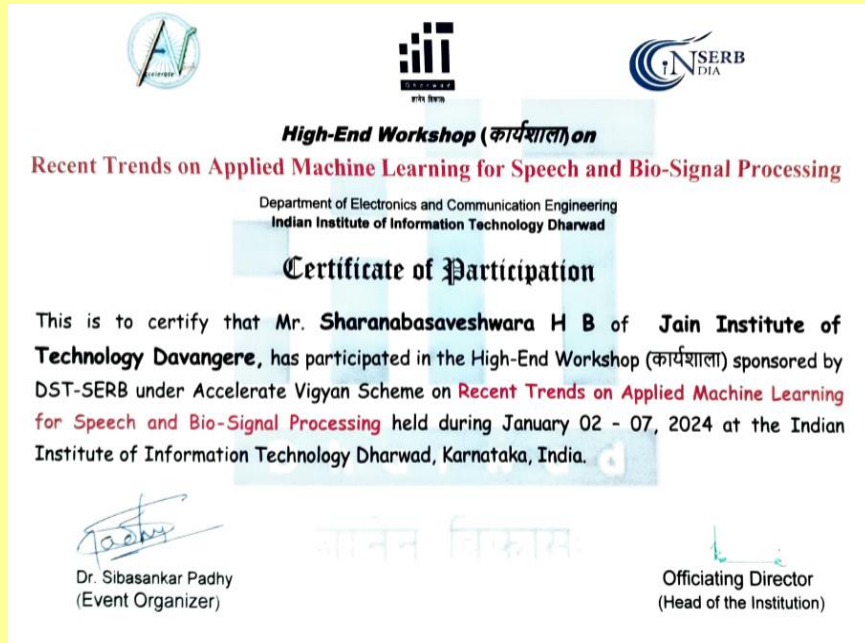 Accelerate
Dharwad
ज्ञानेन विकासः
SERB
INDIA
High-End Workshop (कार्यशाला) on
Recent Trends on Applied Machine Learning for Speech and Bio-Signal Processing
Department of Electronics and Communication Engineering
Indian Institute of Information Technology Dharwad
Certificate of Participation
This is to certify that Mr. Sharanabasaveshwara H B of Jain Institute of
Technology Davangere, has participated in the High-End Workshop (कार्यशाला) sponsored by
DST-SERB under Accelerate Vigyan Scheme on Recent Trends on Applied Machine Learning
for Speech and Bio-Signal Processing held during January 02 - 07, 2024 at the Indian
Institute of Information Technology Dharwad, Karnataka, India.
Dharwad
ज्ञानेन विकासः
Padhy
Dr. Sibasankar Padhy
(Event Organizer)
Officiating Director
(Head of the Institution)